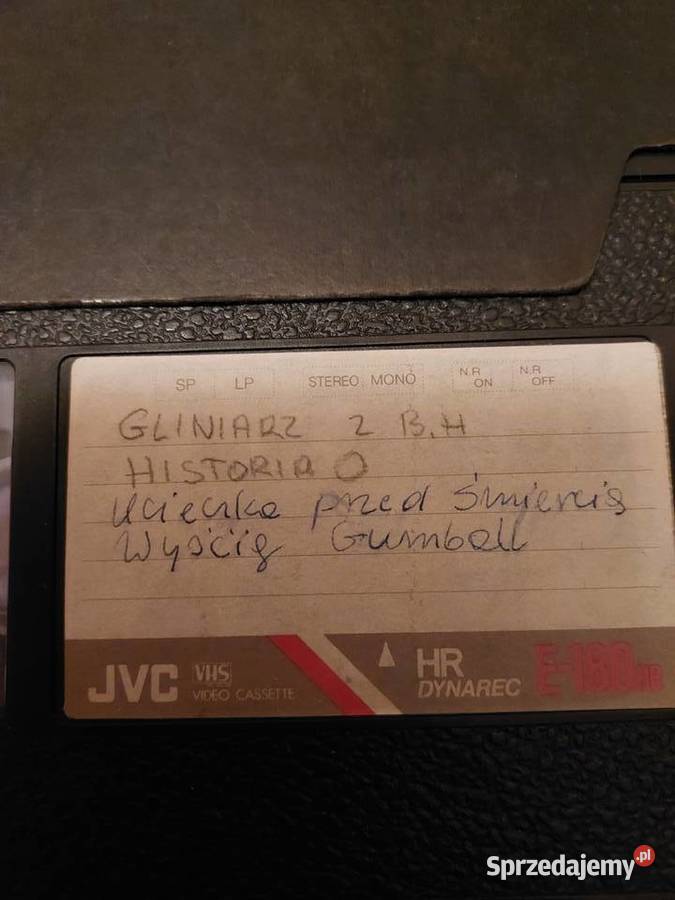 SP LP STEREO MONO N.R ON N.R OFF
GLINIARZ Z B.H
HISTORIA O
Ucieczka przed śmiercią
Wyścig Gumball
JVC VHS VIDEO CASSETTE HR DYNAREC E-180HR
Sprzedajemy.pl